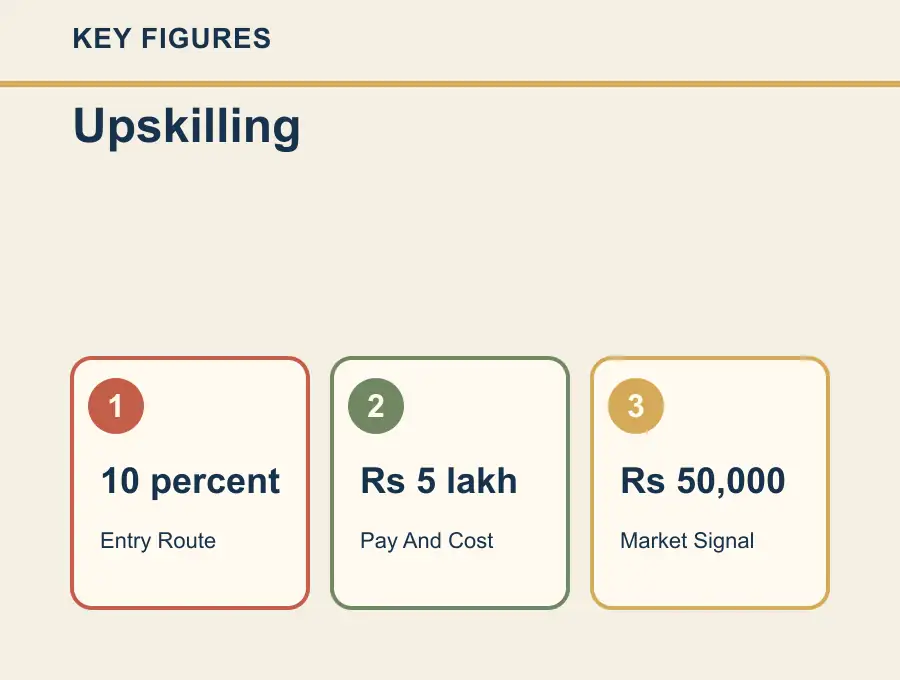 KEY FIGURES
Upskilling
1
10 percent
Entry Route
2
Rs 5 lakh
Pay And Cost
3
Rs 50,000
Market Signal